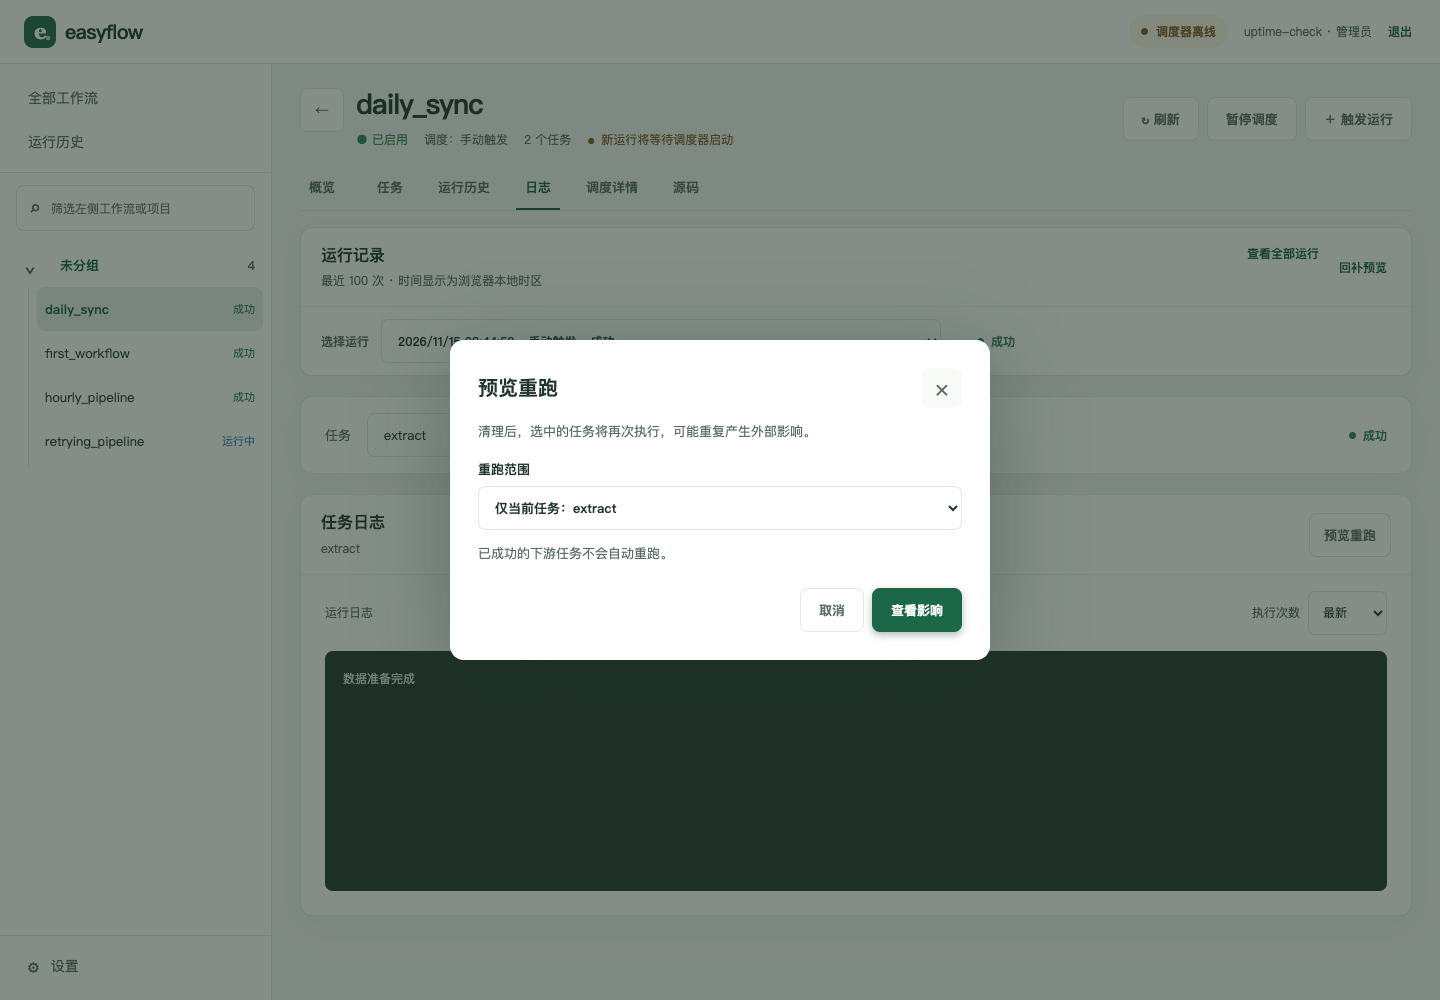 easyflow
调度器离线
uptime-check · 管理员
退出
全部工作流
运行历史
筛选左侧工作流或项目
未分组 4
daily_sync 成功
first_workflow 成功
hourly_pipeline 成功
retrying_pipeline 运行中
设置
← daily_sync
已启用 调度：手动触发 2 个任务 新运行将等待调度器启动
↻ 刷新
暂停调度
＋ 触发运行
概览 任务 运行历史 日志 调度详情 源码
运行记录
最近 100 次 · 时间显示为浏览器本地时区
查看全部运行
回补预览
选择运行
2026/11/15
成功
任务 extract
成功
任务日志
extract
预览重跑
运行日志
执行次数 最新
数据准备完成
预览重跑
×
清理后，选中的任务将再次执行，可能重复产生外部影响。
重跑范围
仅当前任务：extract
已成功的下游任务不会自动重跑。
取消
查看影响